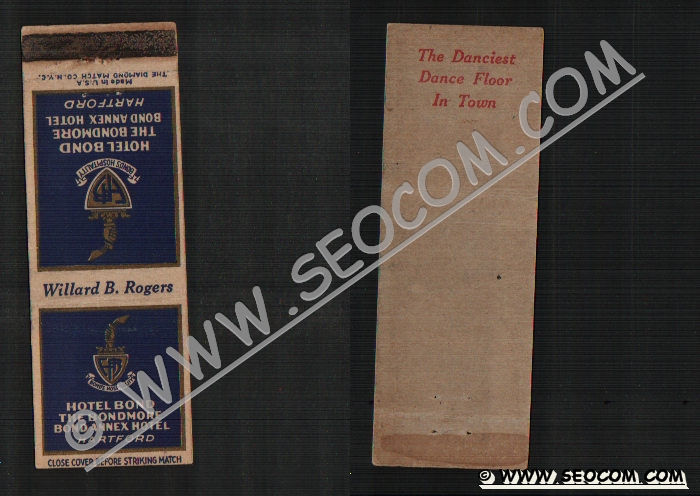 Made in U.S.A
THE DIAMOND MATCH CO. N.Y.C.
HARTFORD
BOND ANNEX HOTEL
THE BONDMORE
HOTEL BOND
BONDS HOSPITALITY
Willard B. Rogers
HOTEL BOND
THE BONDMORE
BOND ANNEX HOTEL
HARTFORD
CLOSE COVER BEFORE STRIKING MATCH
The Danciest
Dance Floor
In Town
© WWW.SEOCOM.COM
© WWW.SEOCOM.COM